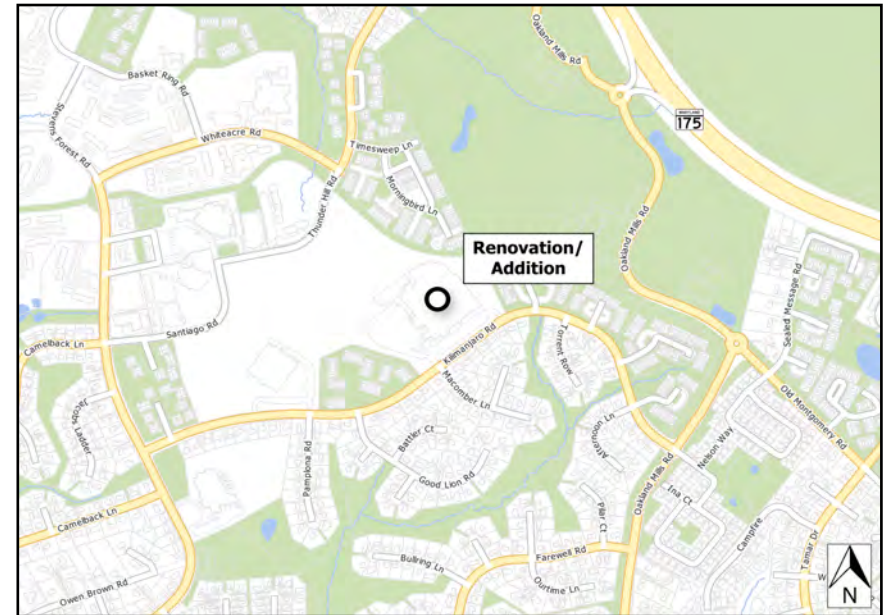 Oakland Mills Rd
Basket Ring Rd
MARYLAND
175
Stevens Forest Rd
Whiteacre Rd
Timesweep Ln
Morningbird Ln
Thunder Hill Rd
Oakland Mills Rd
Renovation/
Addition
Sealed Message Rd
Santiago Rd
Camelback Ln
Kilimanjaro Rd
Torrent Row
Macomber Ln
Jacobs Ladder
Old Montgomery Rd
Battler Ct
Afternoon Ln
Nelson Way
Pamplona Rd
Good Lion Rd
Oakland Mills Rd
Ina Ct
Camelback Ln
Pilar Ct
Campfire
Tamar Dr
Farewell Rd
Bullring Ln
Owen Brown Rd
Ourtime Ln
W
N